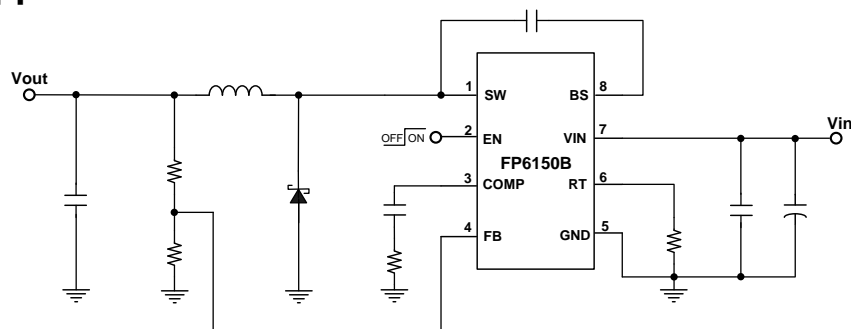 Vout
Vin
1
SW
BS
8
OFF ON
2
EN
VIN
7
FP6150B
3
COMP
RT
6
4
FB
GND
5